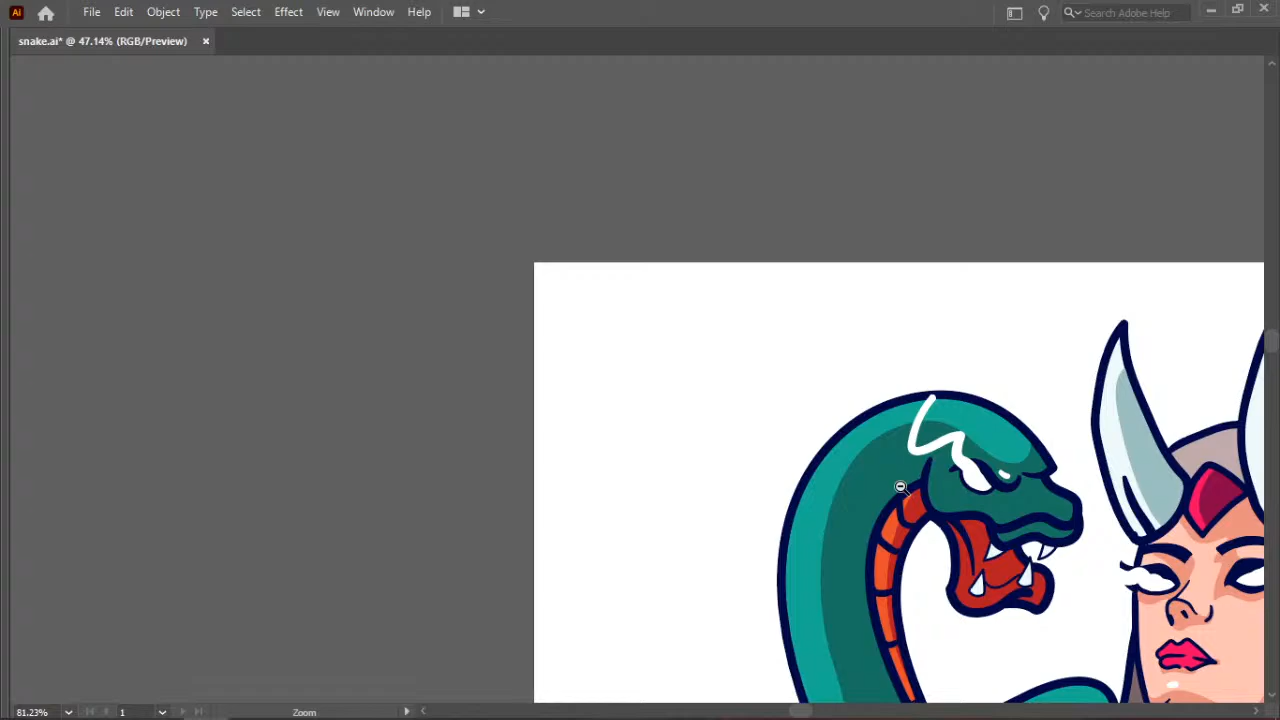 Ai File Edit Object Type Select Effect View Window Help Search Adobe Help
snake.ai* @ 47.14% (RGB/Preview) ×
81.23% 1 Zoom